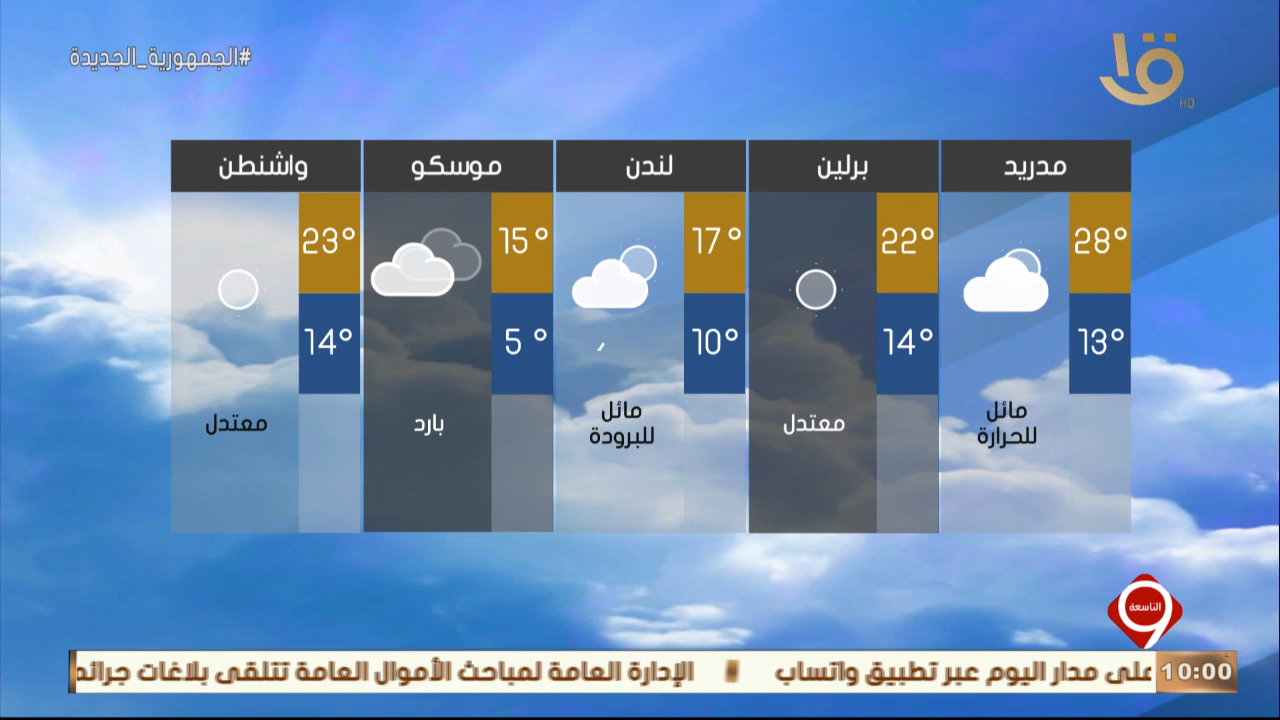 #الجمهورية_الجديدة
HD
مدريد
28°
13°
مائل
للحرارة
برلين
22°
14°
معتدل
لندن
17°
10°
مائل
للبرودة
موسكو
15°
5°
بارد
واشنطن
23°
14°
معتدل
9
التاسعة
10:00
على مدار اليوم عبر تطبيق واتساب
الإدارة العامة لمباحث الأموال العامة تتلقى بلاغات جرائم